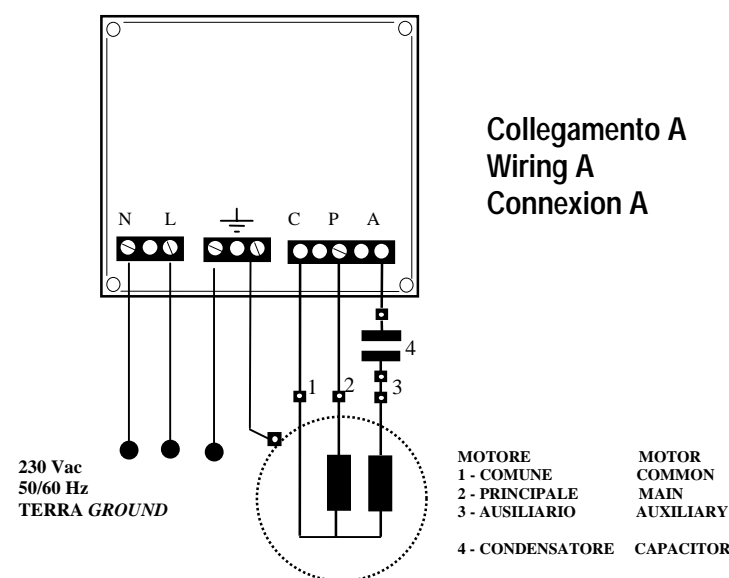 Collegamento A
Wiring A
Connexion A
N L C P A
4
1 2 3
230 Vac
50/60 Hz
TERRA GROUND
MOTORE MOTOR
1 - COMUNE COMMON
2 - PRINCIPALE MAIN
3 - AUSILIARIO AUXILIARY
4 - CONDENSATORE CAPACITOR